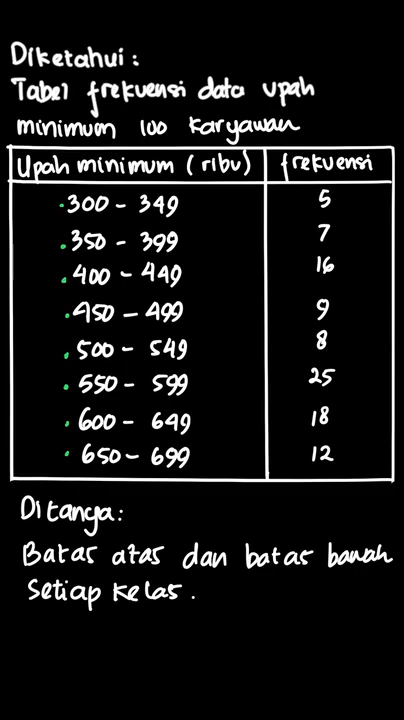 Diketahui:
Tabel frekuensi data upah
minimum 100 karyawan
Upah minimum (ribu) frekuensi
300 - 349 5
350 - 399 7
400 - 449 16
450 - 499 9
500 - 549 8
550 - 599 25
600 - 649 18
650 - 699 12
Ditanya:
Batas atas dan batas bawah
Setiap kelas.